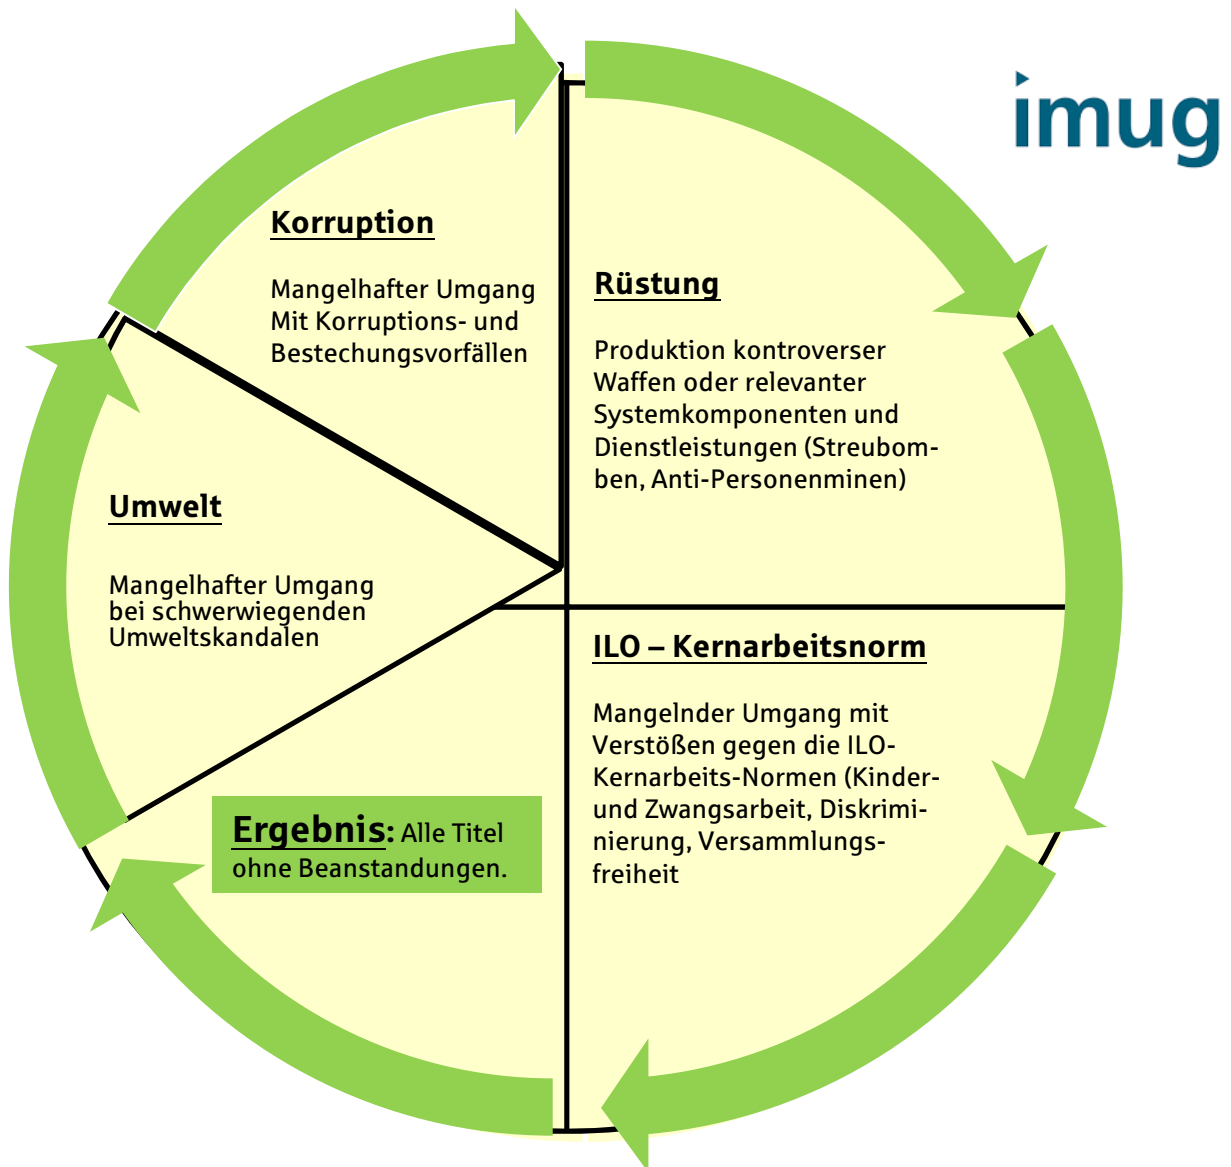 imug
Korruption
Mangelhafter Umgang
Mit Korruptions- und
Bestechungsvorfällen
Rüstung
Produktion kontroverser
Waffen oder relevanter
Systemkomponenten und
Dienstleistungen (Streubom-
ben, Anti-Personenminen)
Umwelt
Mangelhafter Umgang
bei schwerwiegenden
Umweltskandalen
ILO – Kernarbeitsnorm
Mangelnder Umgang mit
Verstößen gegen die ILO-
Kernarbeits-Normen (Kinder-
und Zwangsarbeit, Diskrimi-
nierung, Versammlungs-
freiheit
Ergebnis: Alle Titel
ohne Beanstandungen.